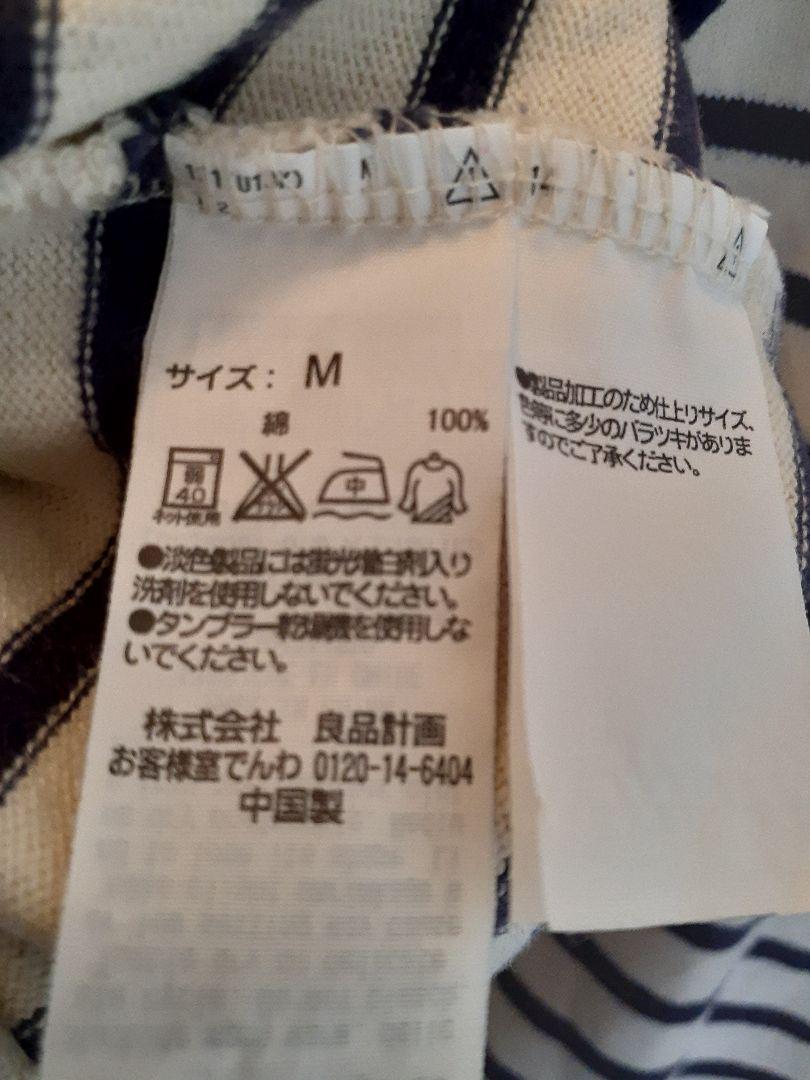 サイズ: M
綿 100%
弱
40
ネット使用
中
●淡色製品には蛍光増白剤入り
洗剤を使用しないでください。
●タンブラー乾燥機を使用しな
いでください。
株式会社 良品計画
お客様室でんわ 0120-14-6404
中国製
●製品加工のため仕上りサイズ、
色際に多少のバラツキがありま
すのでご了承ください。